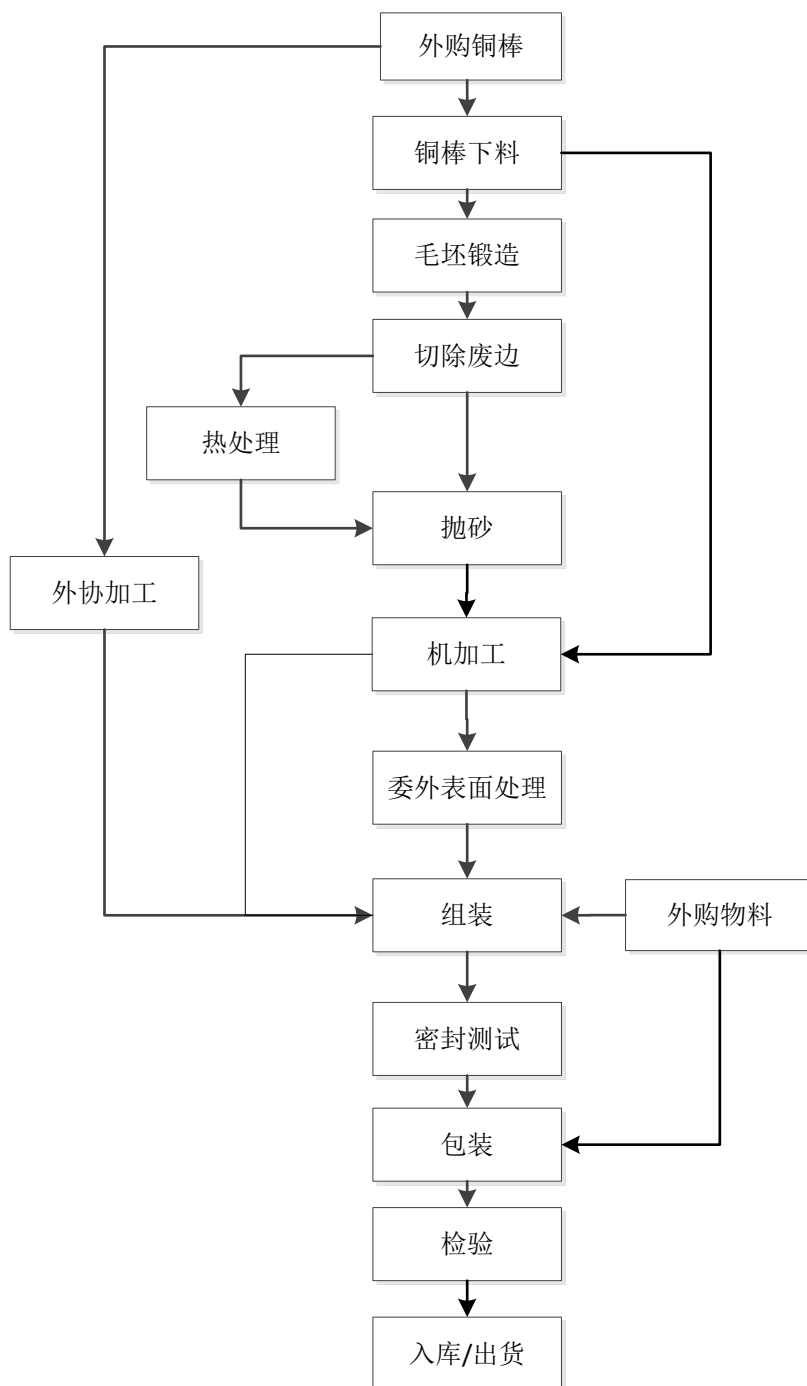 外购铜棒
铜棒下料
毛坯锻造
切除废边
热处理
抛砂
外协加工
机加工
委外表面处理
组装
外购物料
密封测试
包装
检验
入库/出货